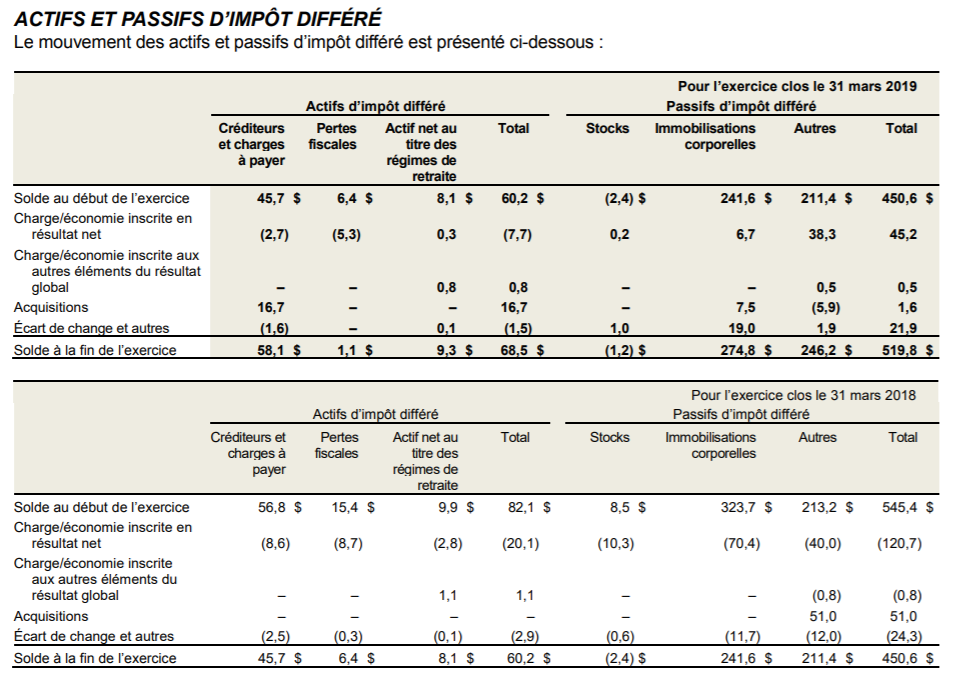 ACTIFS ET PASSIFS D’IMPÔT DIFFÉRÉ
Le mouvement des actifs et passifs d’impôt différé est présenté ci-dessous :
Pour l’exercice clos le 31 mars 2019
Actifs d’impôt différé Passifs d’impôt différé
Créditeurs Pertes Actif net au Total Stocks Immobilisations Autres Total
et charges fiscales titre des corporelles
à payer régimes de
retraite
Solde au début de l’exercice 45,7 $ 6,4 $ 8,1 $ 60,2 $ (2,4) $ 241,6 $ 211,4 $ 450,6 $
Charge/économie inscrite en
résultat net (2,7) (5,3) 0,3 (7,7) 0,2 6,7 38,3 45,2
Charge/économie inscrite aux
autres éléments du résultat
global – – 0,8 0,8 – – 0,5 0,5
Acquisitions 16,7 – – 16,7 – 7,5 (5,9) 1,6
Écart de change et autres (1,6) – 0,1 (1,5) 1,0 19,0 1,9 21,9
Solde à la fin de l’exercice 58,1 $ 1,1 $ 9,3 $ 68,5 $ (1,2) $ 274,8 $ 246,2 $ 519,8 $
Pour l’exercice clos le 31 mars 2018
Actifs d’impôt différé Passifs d’impôt différé
Créditeurs et Pertes Actif net au Total Stocks Immobilisations Autres Total
charges à fiscales titre des corporelles
payer régimes de
retraite
Solde au début de l’exercice 56,8 $ 15,4 $ 9,9 $ 82,1 $ 8,5 $ 323,7 $ 213,2 $ 545,4 $
Charge/économie inscrite en
résultat net (8,6) (8,7) (2,8) (20,1) (10,3) (70,4) (40,0) (120,7)
Charge/économie inscrite
aux autres éléments du
résultat global – – 1,1 1,1 – – (0,8) (0,8)
Acquisitions – – – – – – 51,0 51,0
Écart de change et autres (2,5) (0,3) (0,1) (2,9) (0,6) (11,7) (12,0) (24,3)
Solde à la fin de l’exercice 45,7 $ 6,4 $ 8,1 $ 60,2 $ (2,4) $ 241,6 $ 211,4 $ 450,6 $